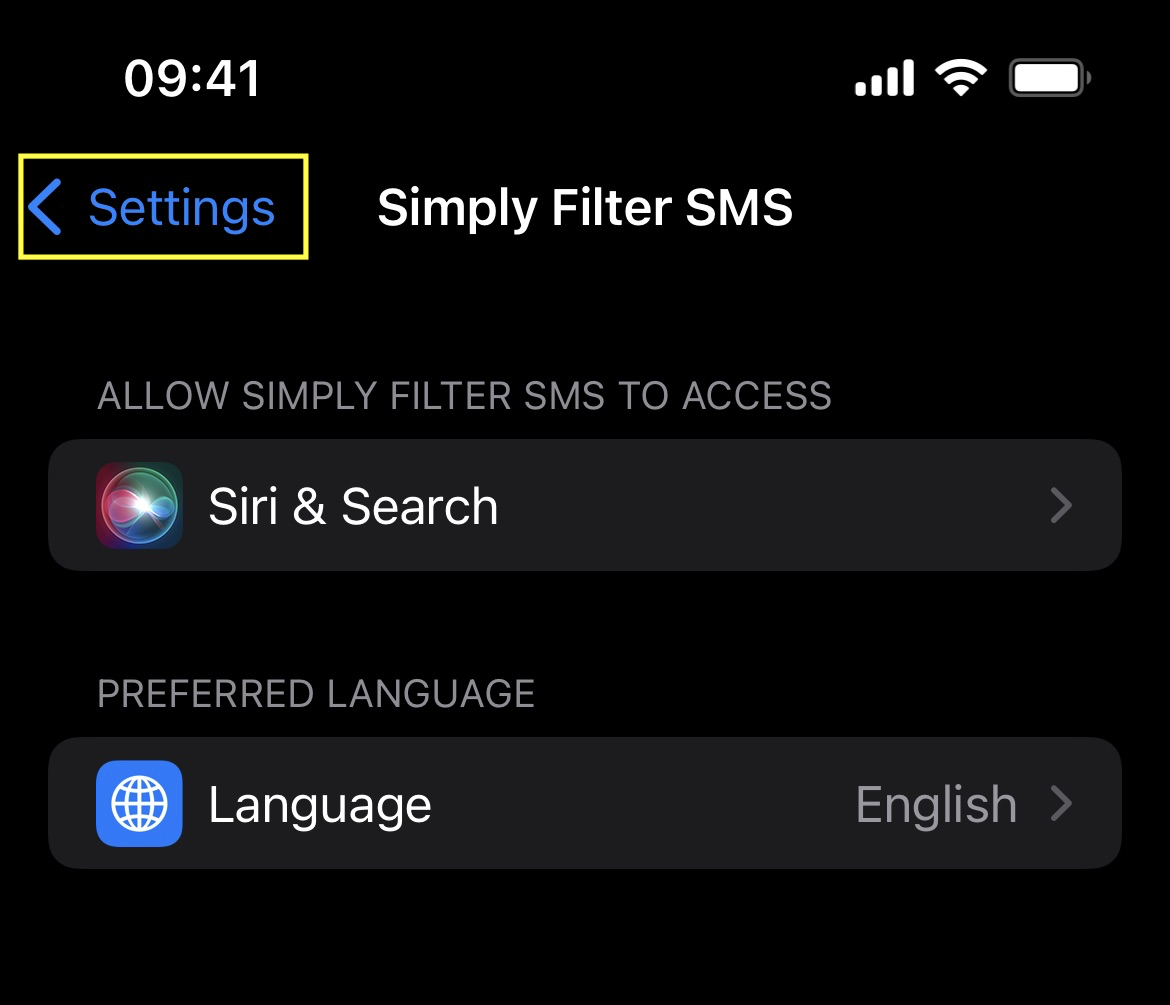 09:41
Settings
Simply Filter SMS
ALLOW SIMPLY FILTER SMS TO ACCESS
Siri & Search
PREFERRED LANGUAGE
Language English